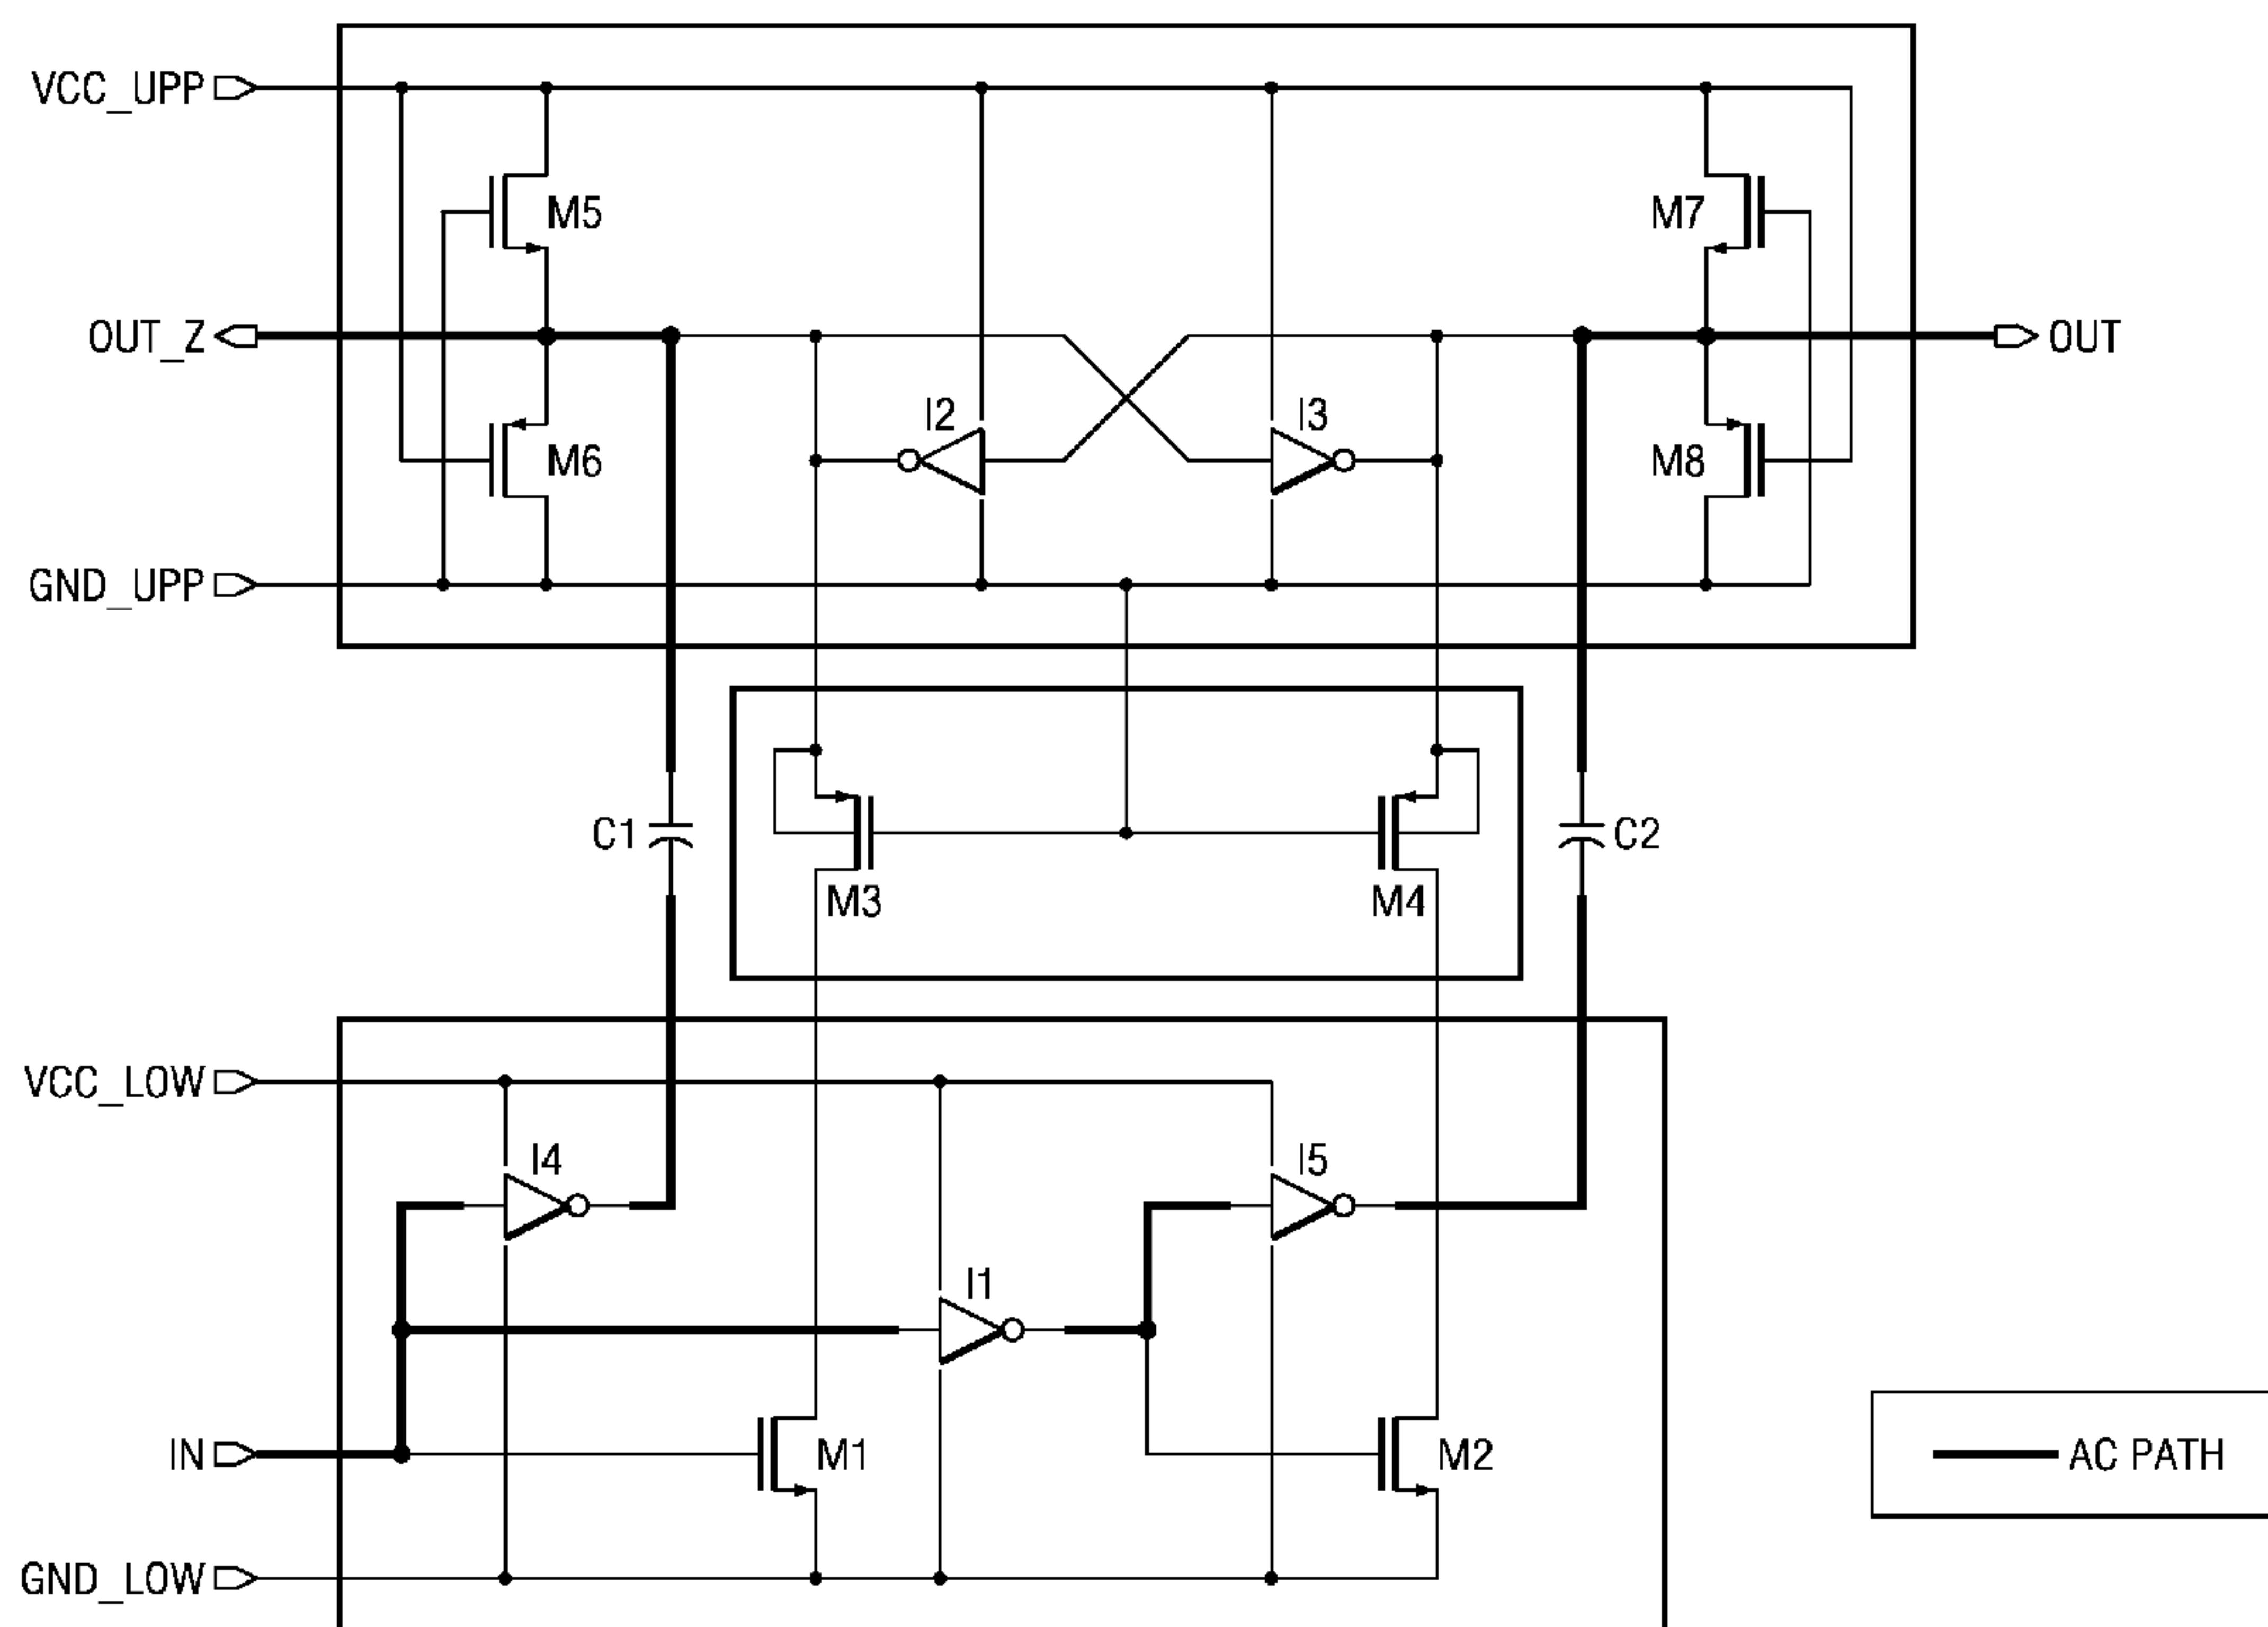 VCC_UPP
M5
M7
OUT_Z
OUT
I2
I3
M6
M8
GND_UPP
C1
C2
M3
M4
VCC_LOW
I4
I5
I1
IN
M1
M2
AC PATH
GND_LOW